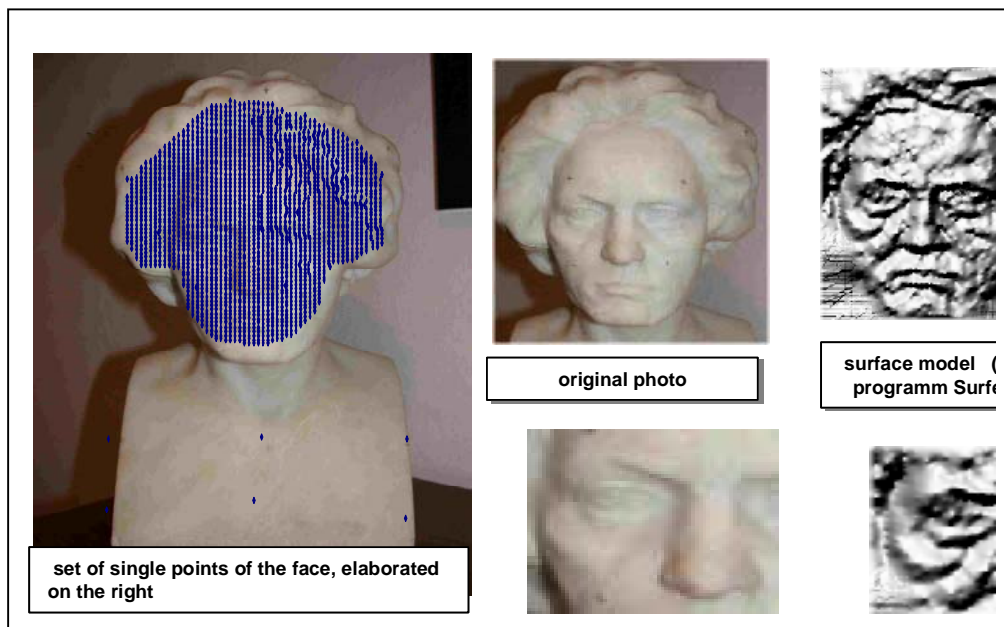 original photo
surface model (
programm Surfe
set of single points of the face, elaborated
on the right